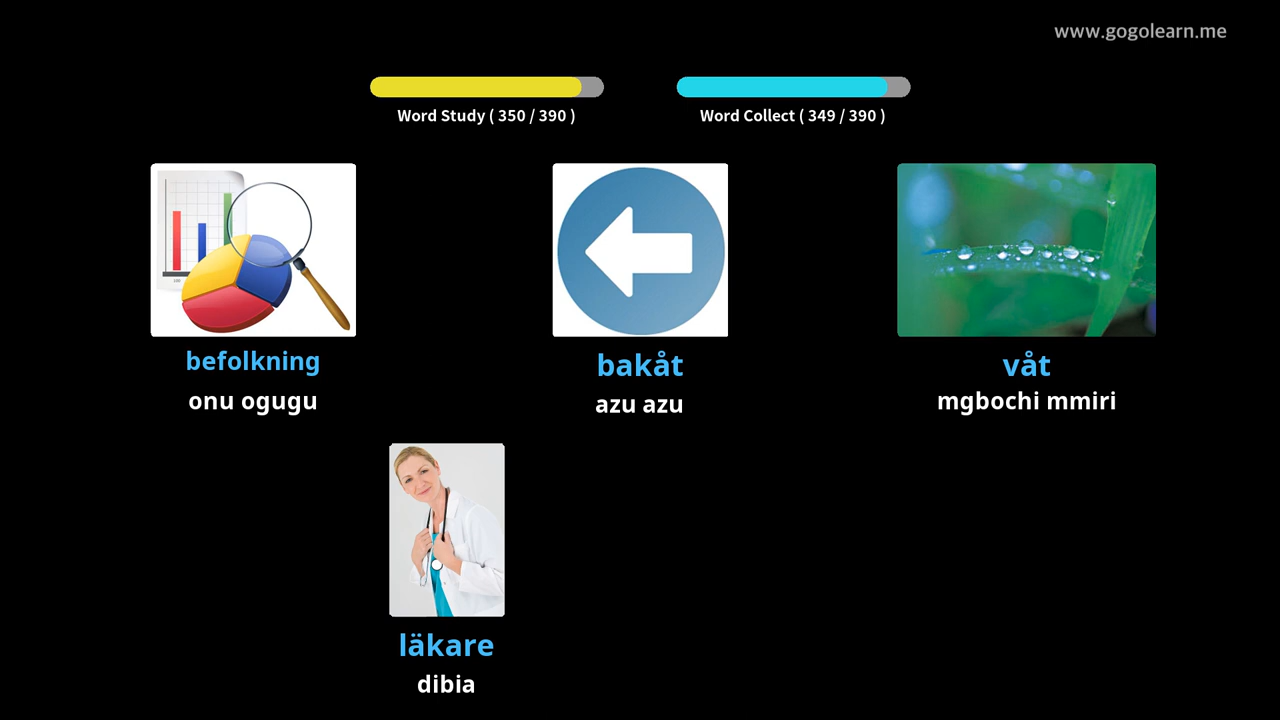 www.gogolearn.me
Word Study ( 350 / 390 )
Word Collect ( 349 / 390 )
befolkning
onu ogugu
bakåt
azu azu
våt
mgbochi mmiri
läkare
dibia